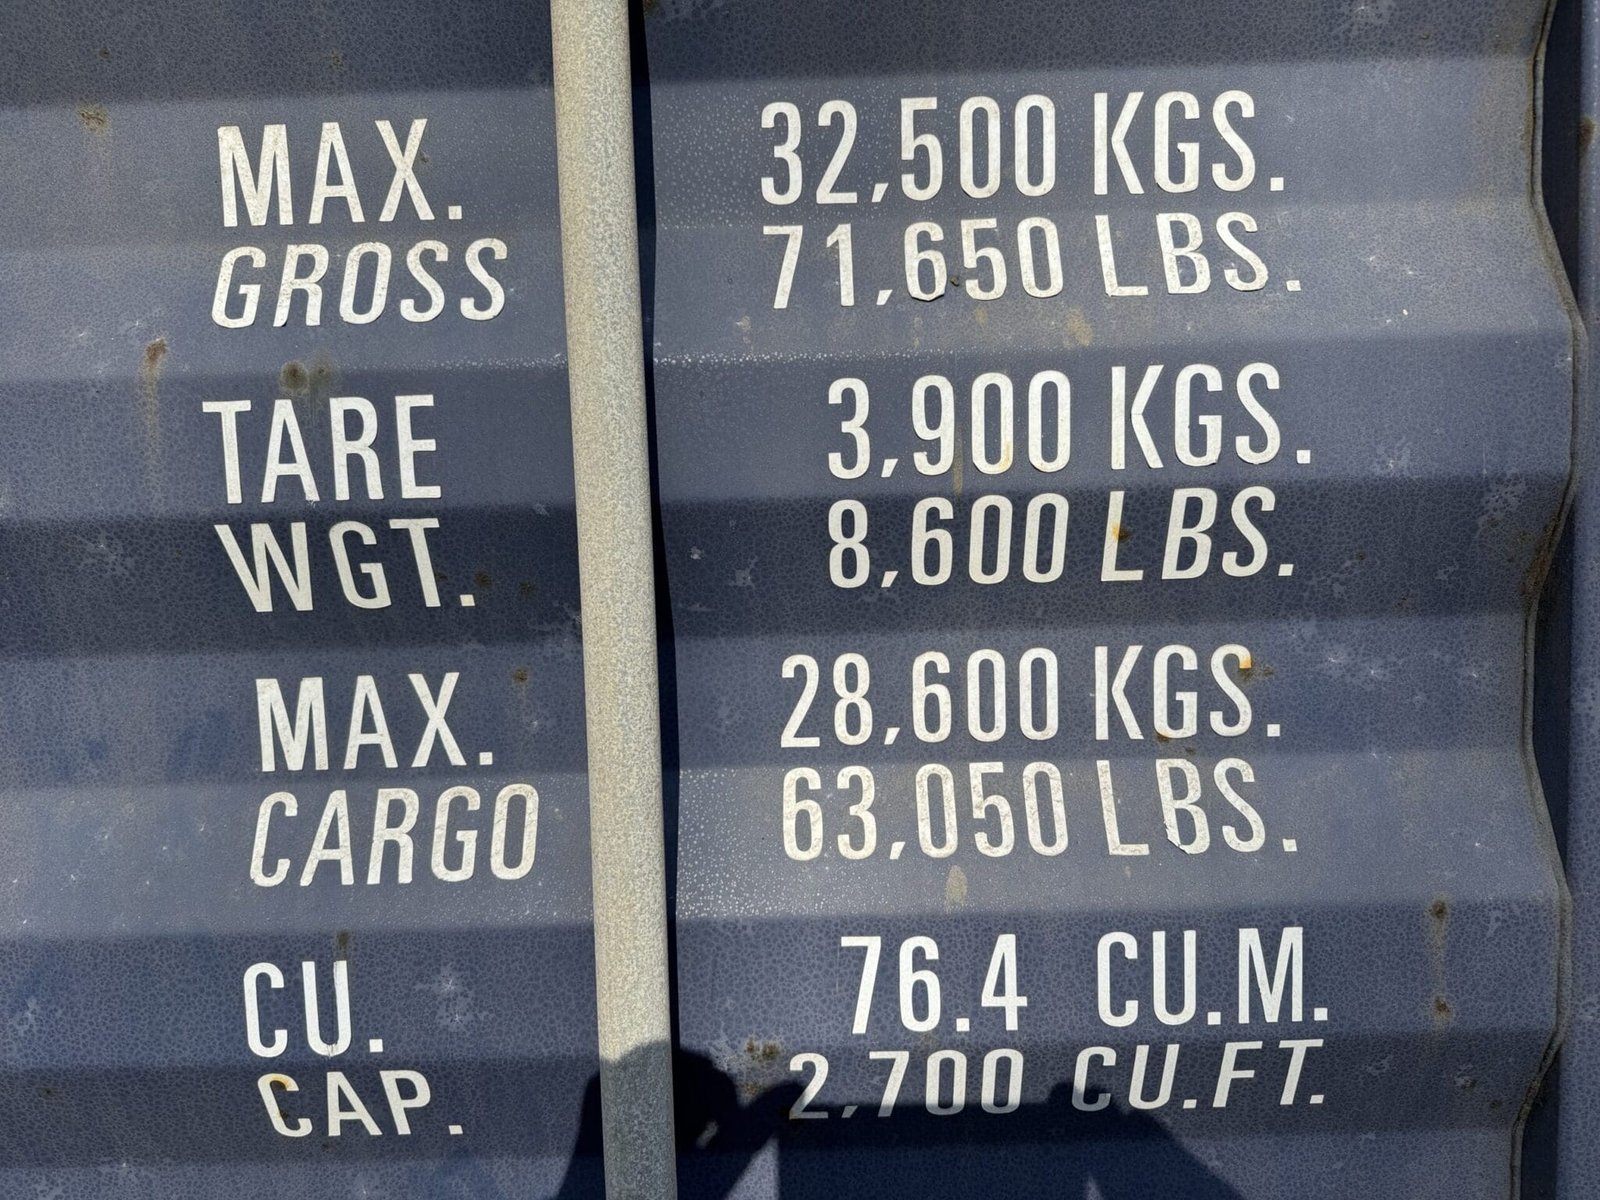 MAX. 32,500 KGS.
GROSS 71,650 LBS.
TARE 3,900 KGS.
WGT. 8,600 LBS.
MAX. 28,600 KGS.
CARGO 63,050 LBS.
CU. 76.4 CU.M.
CAP. 2,700 CU.FT.